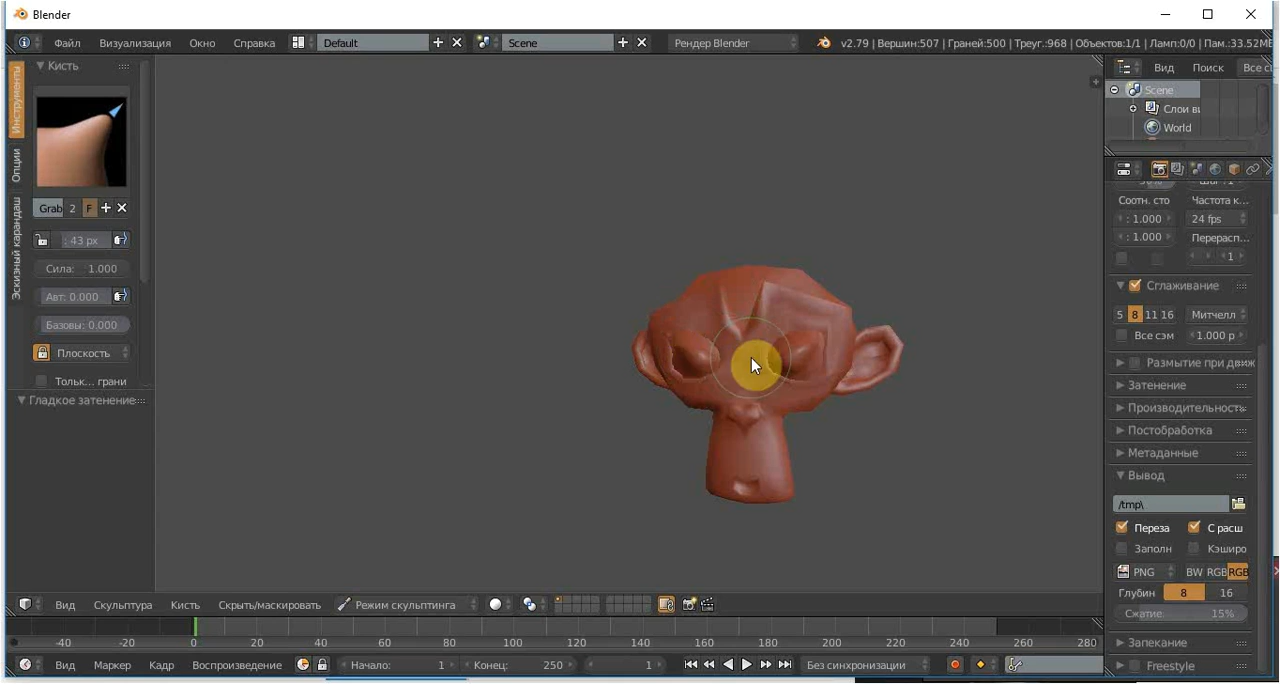 Blender
Файл Визуализация Окно Справка Default Scene Рендер Blender v2.79 | Вершин:507 | Граней:500 | Треуг.:968 | Объектов:1/1 | Ламп:0/0 | Пам.:33.52МБ
Инструменты
Опции
Эскизный карандаш
Кисть
Grab 2 F
: 43 px
Сила: 1.000
Авт: 0.000
Базовы: 0.000
Плоскость
Тольк... грани
Гладкое затенение
Вид Поиск Все с
Scene
Слои ви
World
50% Шаг :1
Соотн. сто Частота к...
: 1.000 24 fps
: 1.000 Перерасп...
1
Сглаживание
5 8 11 16 Митчелл
Все сэм 1.000 p
Размытие при движ
Затенение
Производительность
Постобработка
Метаданные
Вывод
/tmp\
Переза С расш
Заполн Кэширо
PNG BW RGB RGB
Глубин 8 16
Сжатие: 15%
Запекание
Freestyle
Вид Скульптура Кисть Скрыть/маскировать Режим скульптинга
-40 -20 0 20 40 60 80 100 120 140 160 180 200 220 240 260 280
Вид Маркер Кадр Воспроизведение Начало: 1 Конец: 250 1 Без синхронизации